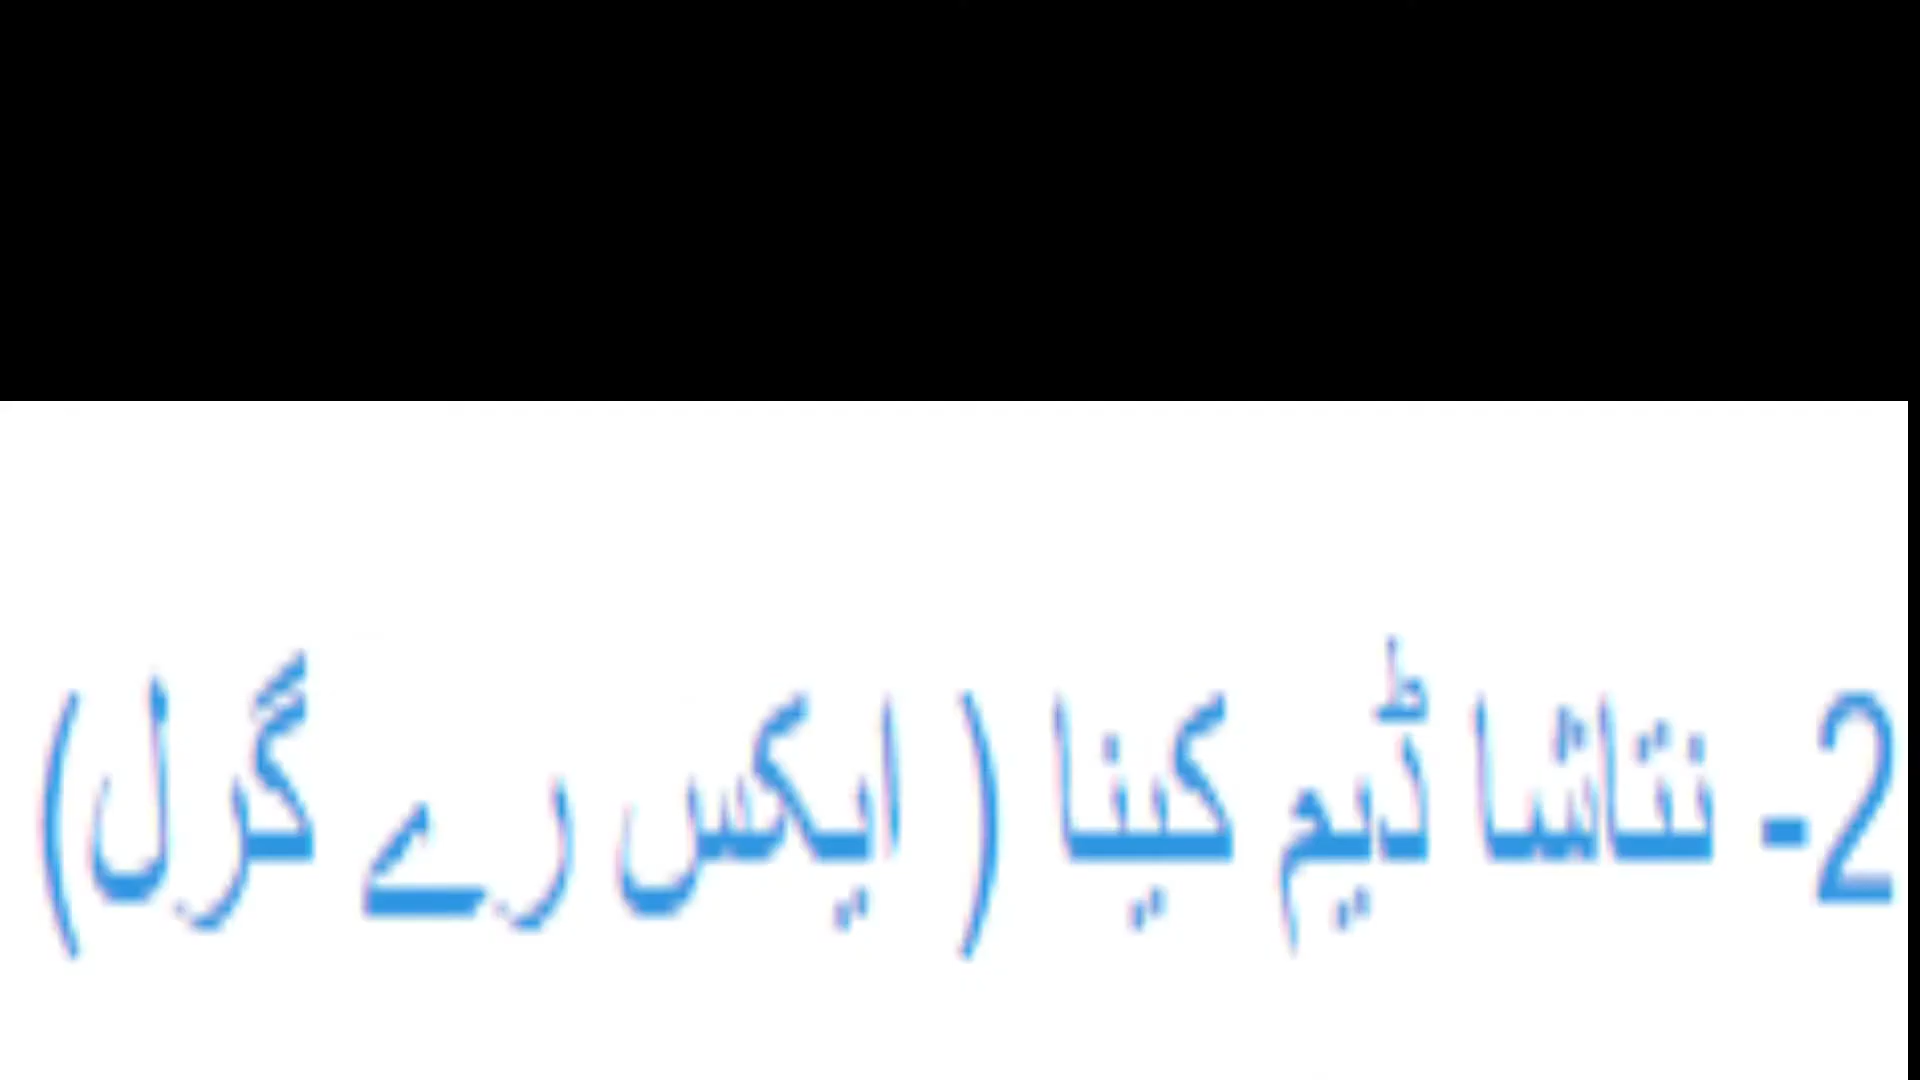 2- نتاشا ڈیم کینا ( ایکس رے گرل)